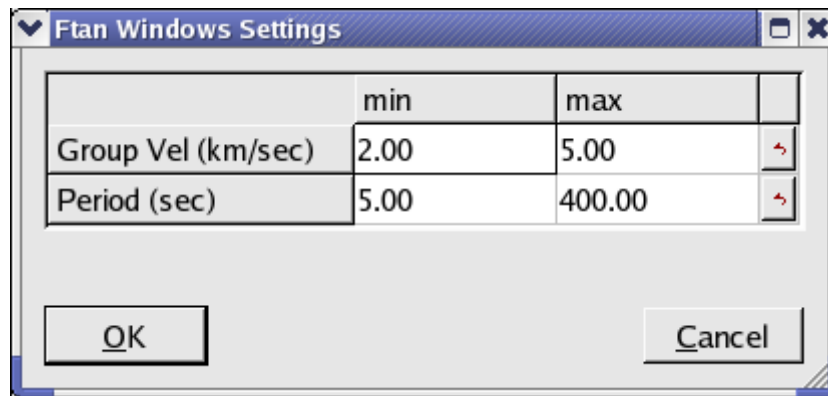 Ftan Windows Settings
min max
Group Vel (km/sec) 2.00 5.00
Period (sec) 5.00 400.00
OK Cancel